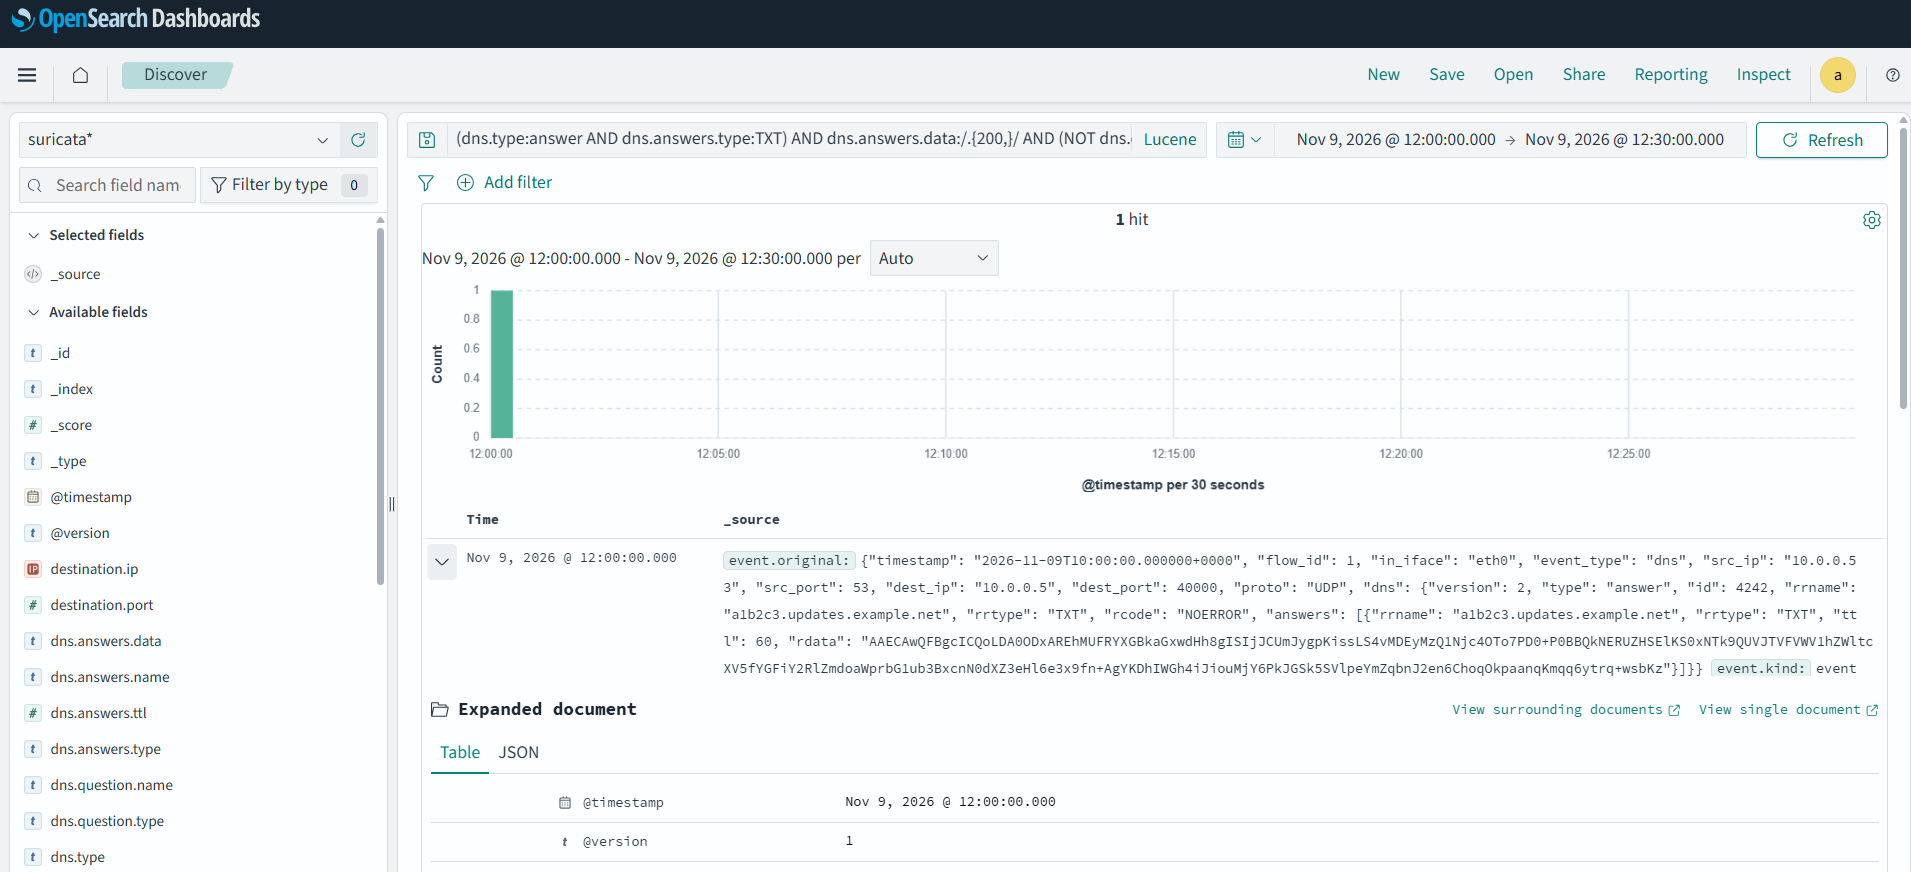 OpenSearch Dashboards
Discover
New Save Open Share Reporting Inspect a
suricata*
(dns.type:answer AND dns.answers.type:TXT) AND dns.answers.data:/.{200,}/ AND (NOT dns. Lucene
Nov 9, 2026 @ 12:00:00.000 → Nov 9, 2026 @ 12:30:00.000
Refresh
Search field nam
Filter by type 0
Add filter
Selected fields
_source
Available fields
_id
_index
_score
_type
@timestamp
@version
destination.ip
destination.port
dns.answers.data
dns.answers.name
dns.answers.ttl
dns.answers.type
dns.question.name
dns.question.type
dns.type
1 hit
Nov 9, 2026 @ 12:00:00.000 - Nov 9, 2026 @ 12:30:00.000 per Auto
Count
1
0.8
0.6
0.4
0.2
0
12:00:00 12:05:00 12:10:00 12:15:00 12:20:00 12:25:00
@timestamp per 30 seconds
Time _source
Nov 9, 2026 @ 12:00:00.000
event.original: {"timestamp": "2026-11-09T10:00:00.000000+0000", "flow_id": 1, "in_iface": "eth0", "event_type": "dns", "src_ip": "10.0.0.5
3", "src_port": 53, "dest_ip": "10.0.0.5", "dest_port": 40000, "proto": "UDP", "dns": {"version": 2, "type": "answer", "id": 4242, "rrname":
"a1b2c3.updates.example.net", "rrtype": "TXT", "rcode": "NOERROR", "answers": [{"rrname": "a1b2c3.updates.example.net", "rrtype": "TXT", "tt
l": 60, "rdata": "AAECAwQFBgcICQoLDA0ODxAREhMUFRYXGBkaGxwdHh8gISIjJCUmJygpKissLS4vMDEyMzQ1Njc4OTo7PD0+P0BBQkNERUZHSElKS0xNTk9QUVJTVFVWV1hZWltc
XV5fYGFiY2RlZmdoaWprbG1ub3BxcnN0dXZ3eHl6e3x9fn+AgYKDhIWGh4iJiouMjY6PkJGSk5SVlpeYmZqbnJ2en6ChoqOkpaanqKmqq6ytrq+wsbKz"}]}} event.kind: event
Expanded document
View surrounding documents View single document
Table JSON
@timestamp Nov 9, 2026 @ 12:00:00.000
@version 1